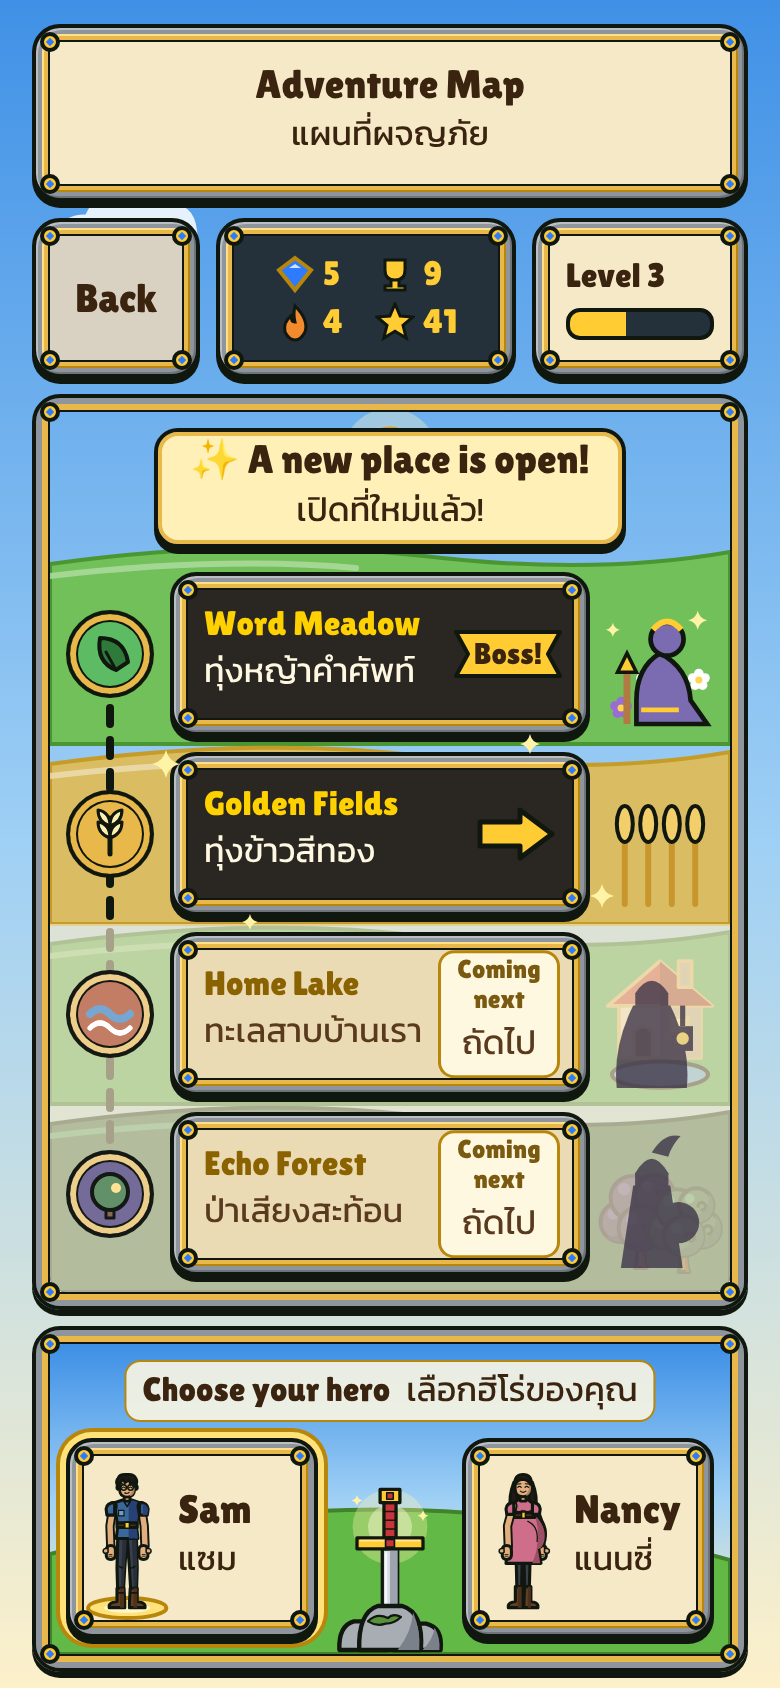 Adventure Map
แผนที่ผจญภัย
Back
5
9
4
41
Level 3
✨ A new place is open!
เปิดที่ใหม่แล้ว!
Word Meadow
ทุ่งหญ้าคำศัพท์
Boss!
Golden Fields
ทุ่งข้าวสีทอง
Home Lake
ทะเลสาบบ้านเรา
Coming
next
ถัดไป
Echo Forest
ป่าเสียงสะท้อน
Coming
next
ถัดไป
Choose your hero เลือกฮีโร่ของคุณ
Sam
แซม
Nancy
แนนซี่